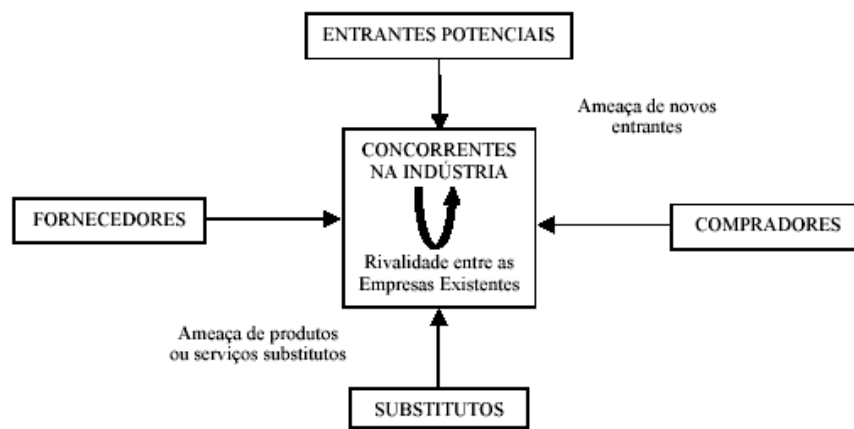 ENTRANTES POTENCIAIS
Ameaça de novos
entrantes
CONCORRENTES
NA INDÚSTRIA
FORNECEDORES
COMPRADORES
Rivalidade entre as
Empresas Existentes
Ameaça de produtos
ou serviços substitutos
SUBSTITUTOS